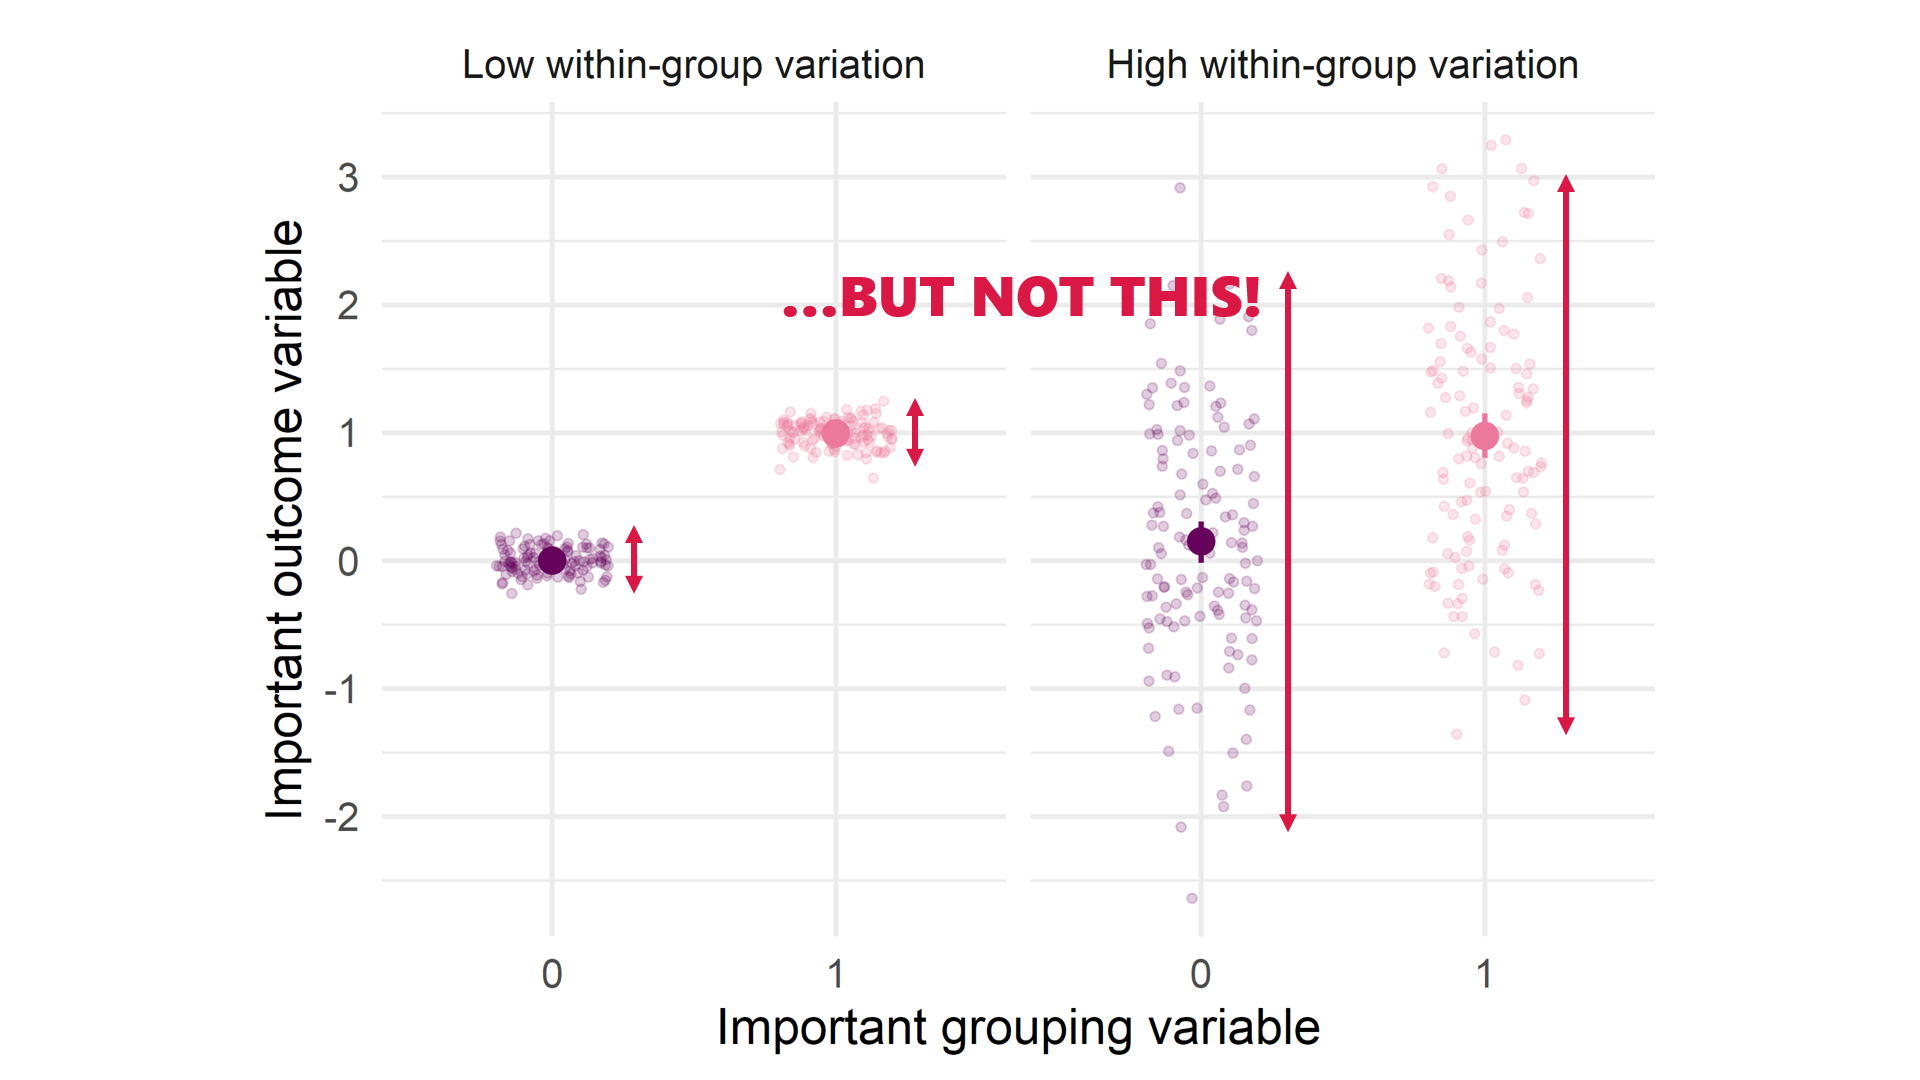 Low within-group variation
High within-group variation
...BUT NOT THIS!
Important outcome variable
3
2
1
0
-1
-2
0
1
0
1
Important grouping variable